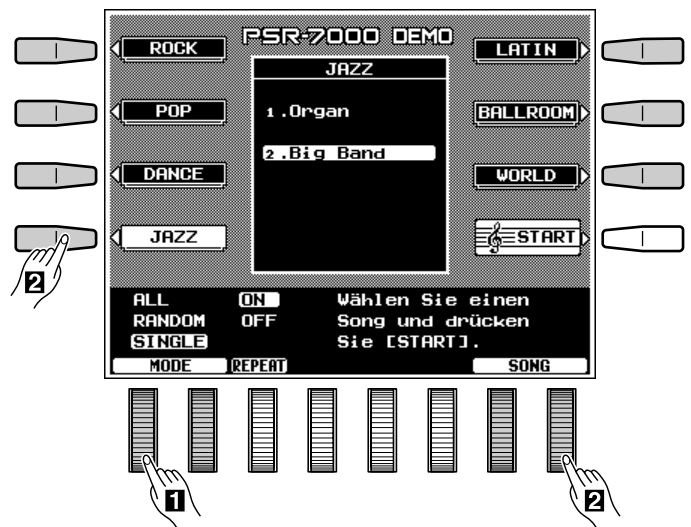 PSR-7000 DEMO
ROCK
LATIN
JAZZ
POP
1.Organ
BALLROOM
2.Big Band
DANCE
WORLD
JAZZ
START
2
ALL ON Wählen Sie einen
RANDOM OFF Song und drücken
SINGLE Sie [START].
MODE REPEAT SONG
1
2